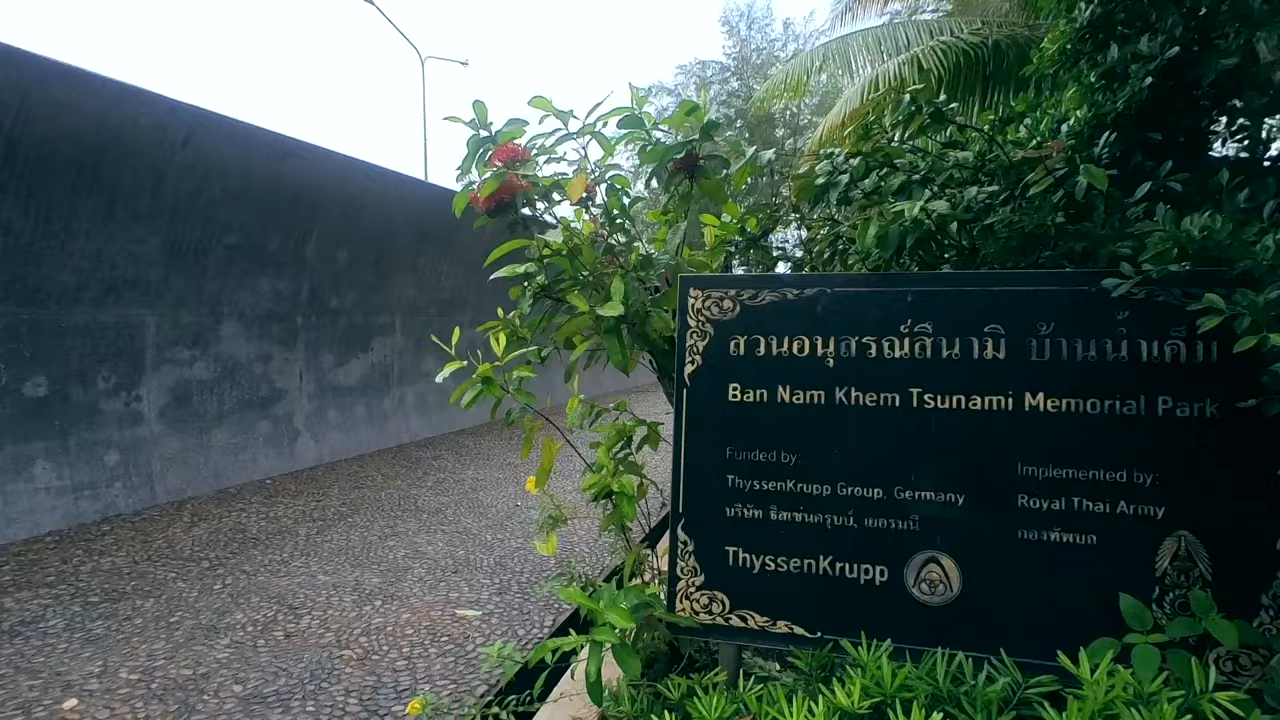 สวนอนุสรณ์สึนามิ บ้านน้ำเค็ม
Ban Nam Khem Tsunami Memorial Park
Funded by:
ThyssenKrupp Group, Germany
บริษัท ธิสเซ่นครุบบ์, เยอรมนี
ThyssenKrupp
Implemented by:
Royal Thai Army
กองทัพบก